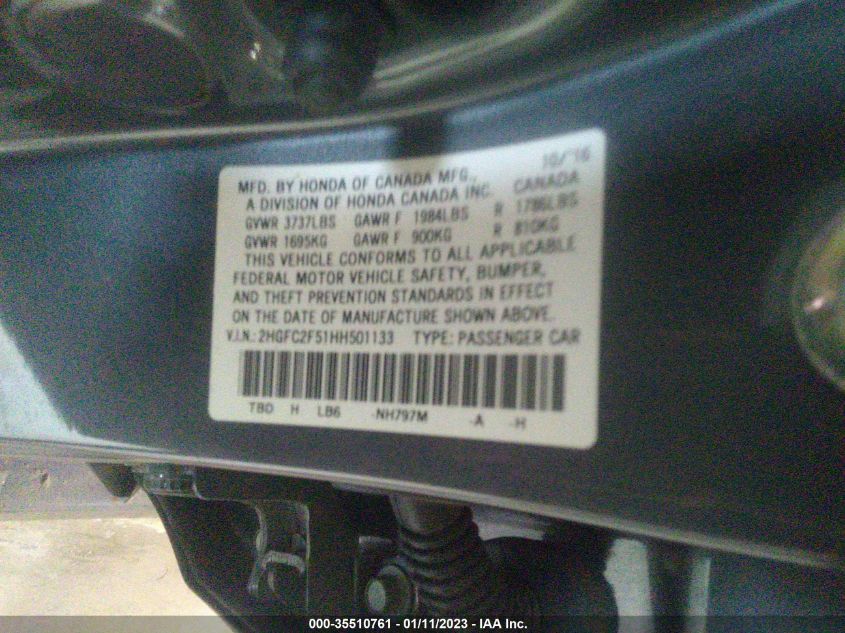 10/16
MFD. BY HONDA OF CANADA MFG., CANADA
A DIVISION OF HONDA CANADA INC.
GVWR 3737LBS GAWR F 1984LBS R 1786LBS
GVWR 1695KG GAWR F 900KG R 810KG
THIS VEHICLE CONFORMS TO ALL APPLICABLE
FEDERAL MOTOR VEHICLE SAFETY, BUMPER,
AND THEFT PREVENTION STANDARDS IN EFFECT
ON THE DATE OF MANUFACTURE SHOWN ABOVE.
V.I.N.: 2HGFC2F51HH501133 TYPE: PASSENGER CAR
TBD H LB6 -NH797M -A -H
000-35510761 - 01/11/2023 - IAA Inc.